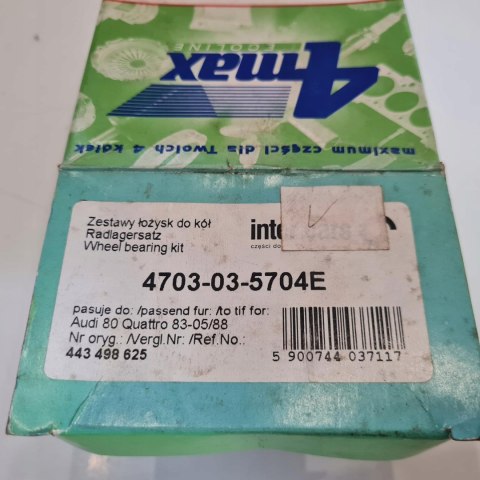 4max
ECOLINE
maximum części dla Twoich 4 kółek
Zestawy łożysk do kół
Radlagersatz
Wheel bearing kit
części do
4703-03-5704E
pasuje do: /passend fur: /to tif for:
Audi 80 Quattro 83-05/88
Nr oryg.: /Vergl.Nr: /Ref.No.:
443 498 625
5 900744 037117